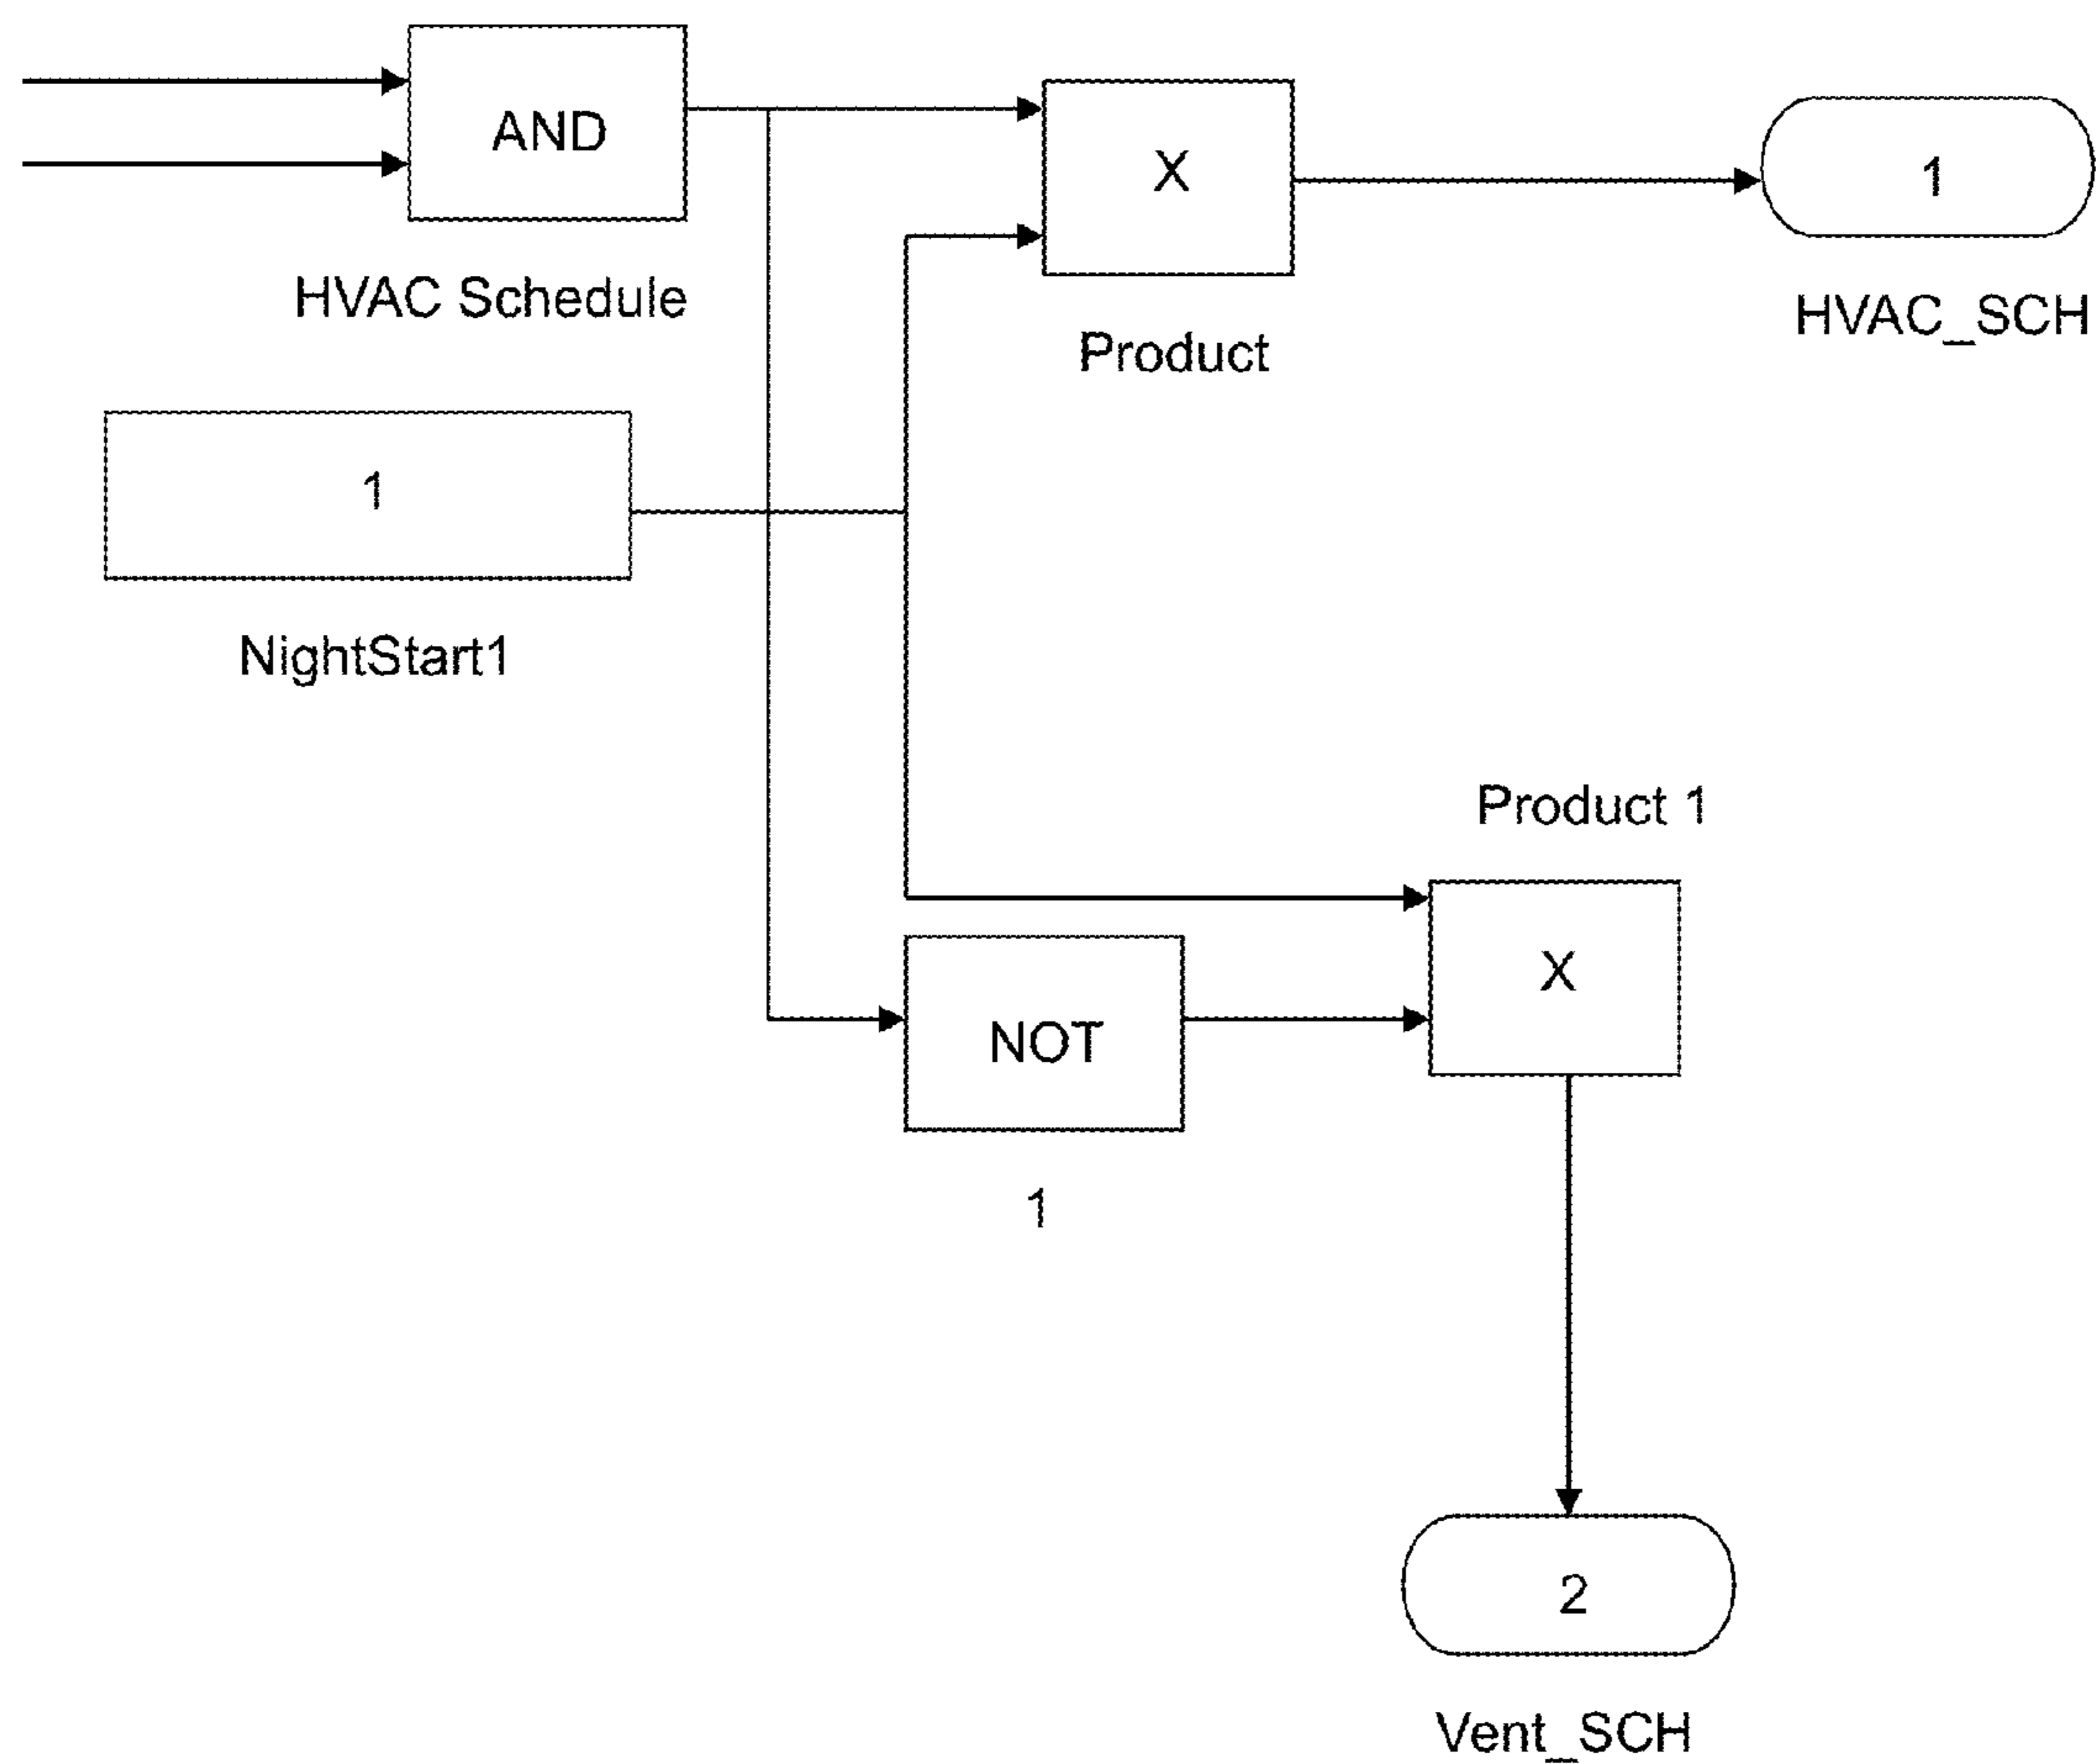 AND
X
1
HVAC Schedule
Product
HVAC_SCH
1
NightStart1
Product 1
X
NOT
1
2
Vent_SCH